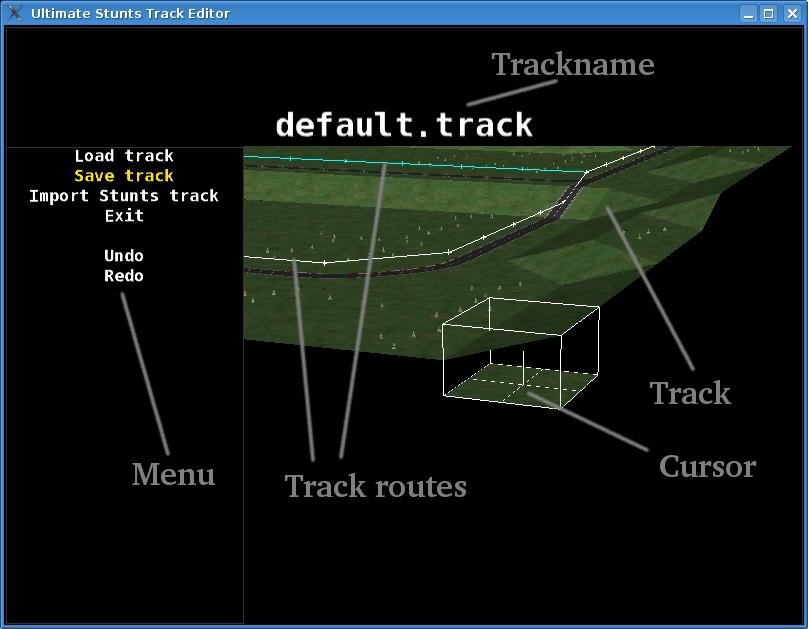 Ultimate Stunts Track Editor
Trackname
default.track
Load track
Save track
Import Stunts track
Exit
Undo
Redo
Track
Cursor
Menu
Track routes